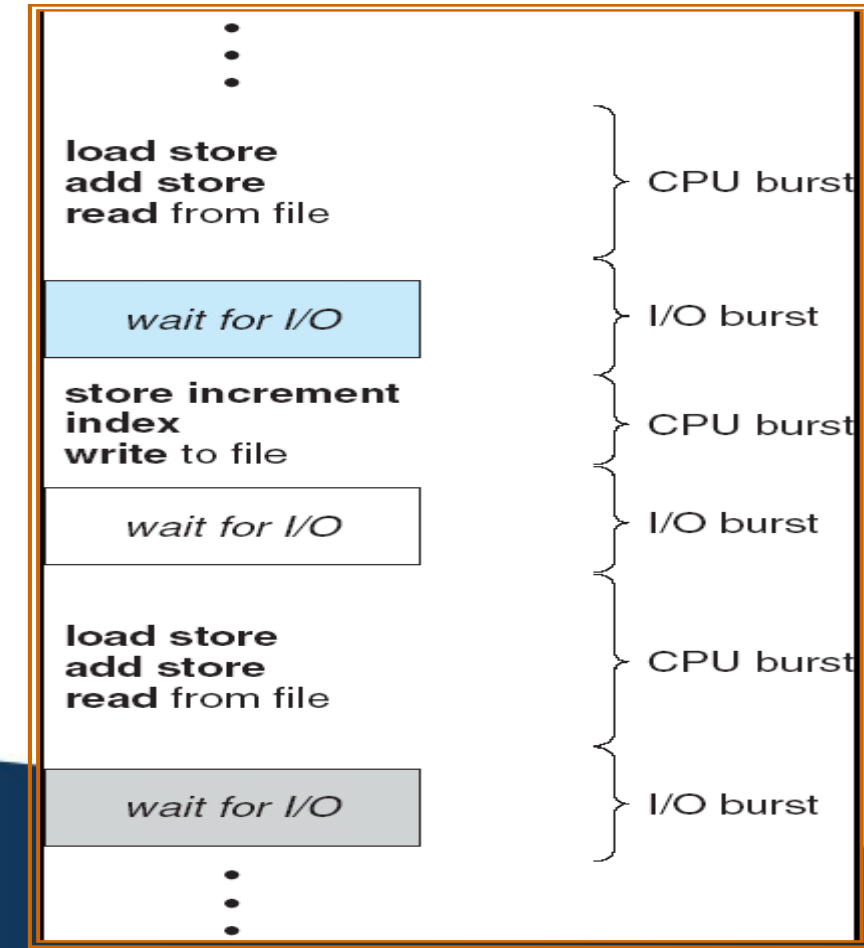 load store
add store
read from file
CPU burst
wait for I/O
I/O burst
store increment
index
write to file
CPU burst
wait for I/O
I/O burst
load store
add store
read from file
CPU burst
wait for I/O
I/O burst